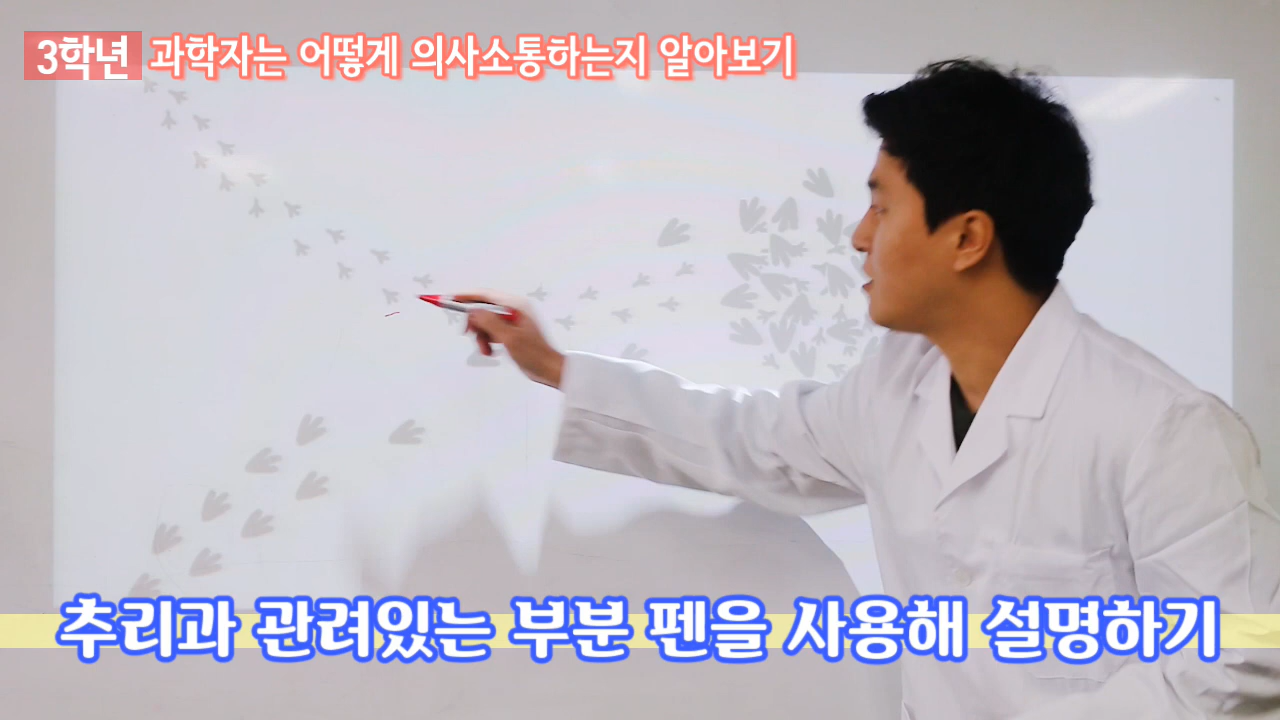 3학년 과학자는 어떻게 의사소통하는지 알아보기
추리과 관려있는 부분 펜을 사용해 설명하기